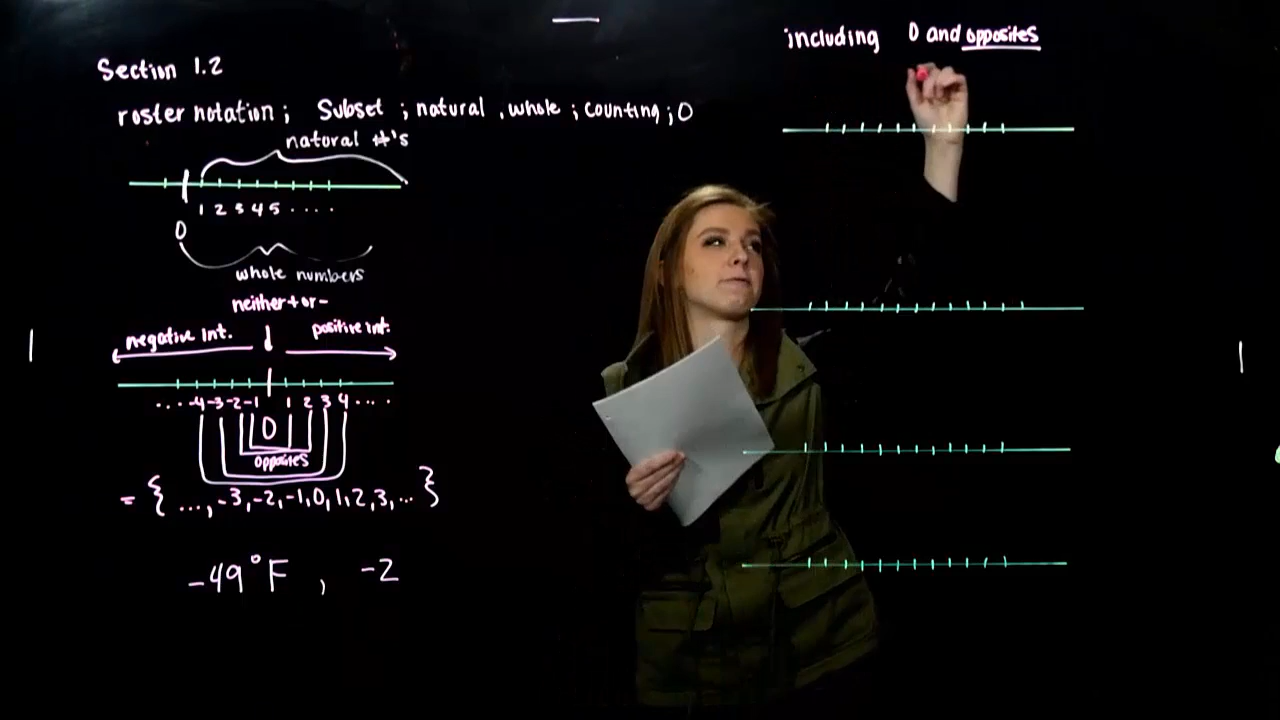 Section 1.2
roster notation; Subset ; natural , whole ; counting ; 0
natural #'s
1 2 3 4 5 . . . .
0
whole numbers
neither + or -
negative int. positive int.
. . . -4 -3 -2 -1 1 2 3 4 . . . .
0
opposites
= { ..., -3, -2, -1, 0, 1, 2, 3, ... }
-49°F , -2
including 0 and opposites